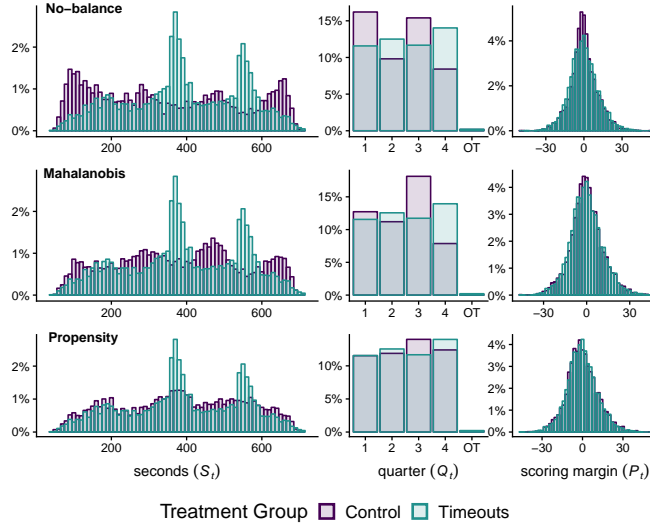 No−balance
2%
1%
0%
200 400 600
15%
10%
5%
0%
1 2 3 4 OT
4%
2%
0%
−30 0 30
Mahalanobis
2%
1%
0%
200 400 600
15%
10%
5%
0%
1 2 3 4 OT
4%
3%
2%
1%
0%
−30 0 30
Propensity
2%
1%
0%
200 400 600
10%
5%
0%
1 2 3 4 OT
4%
3%
2%
1%
0%
−30 0 30
seconds (St) quarter (Qt) scoring margin (Pt)
Treatment Group Control Timeouts